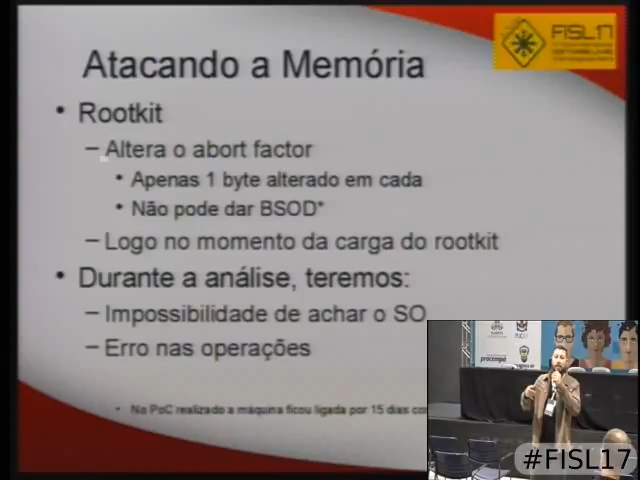 Atacando a Memória
FISL17
• Rootkit
– Altera o abort factor
• Apenas 1 byte alterado em cada
• Não pode dar BSOD*
– Logo no momento da carga do rootkit
• Durante a análise, teremos:
– Impossibilidade de achar o SO
– Erro nas operações
• No PoC realizado a máquina ficou ligada por 15 dias
procempa
#FISL17